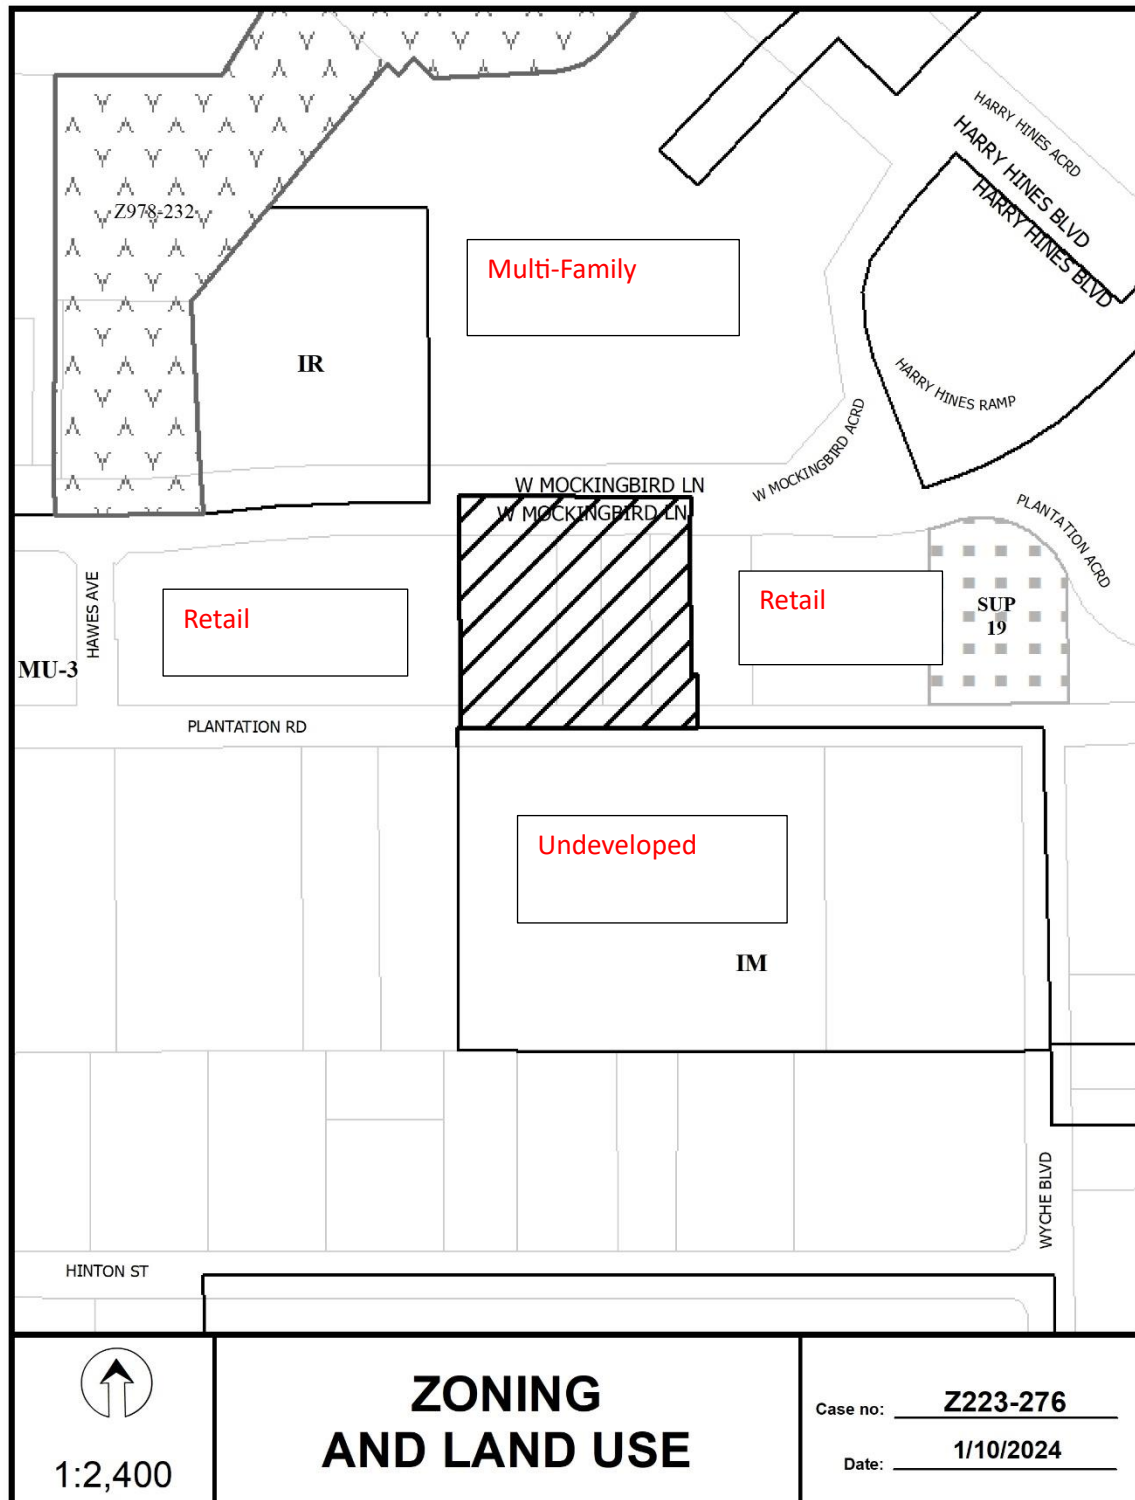 HARRY HINES ACRD
HARRY HINES BLVD
HARRY HINES BLVD
Z978-232
Multi-Family
IR
HARRY HINES RAMP
W MOCKINGBIRD ACRD
W MOCKINGBIRD LN
W MOCKINGBIRD LN
PLANTATION ACRD
HAWES AVE
Retail
Retail
SUP
19
MU-3
PLANTATION RD
Undeveloped
IM
WYCHE BLVD
HINTON ST
1:2,400
ZONING
AND LAND USE
Case no: Z223-276
Date: 1/10/2024